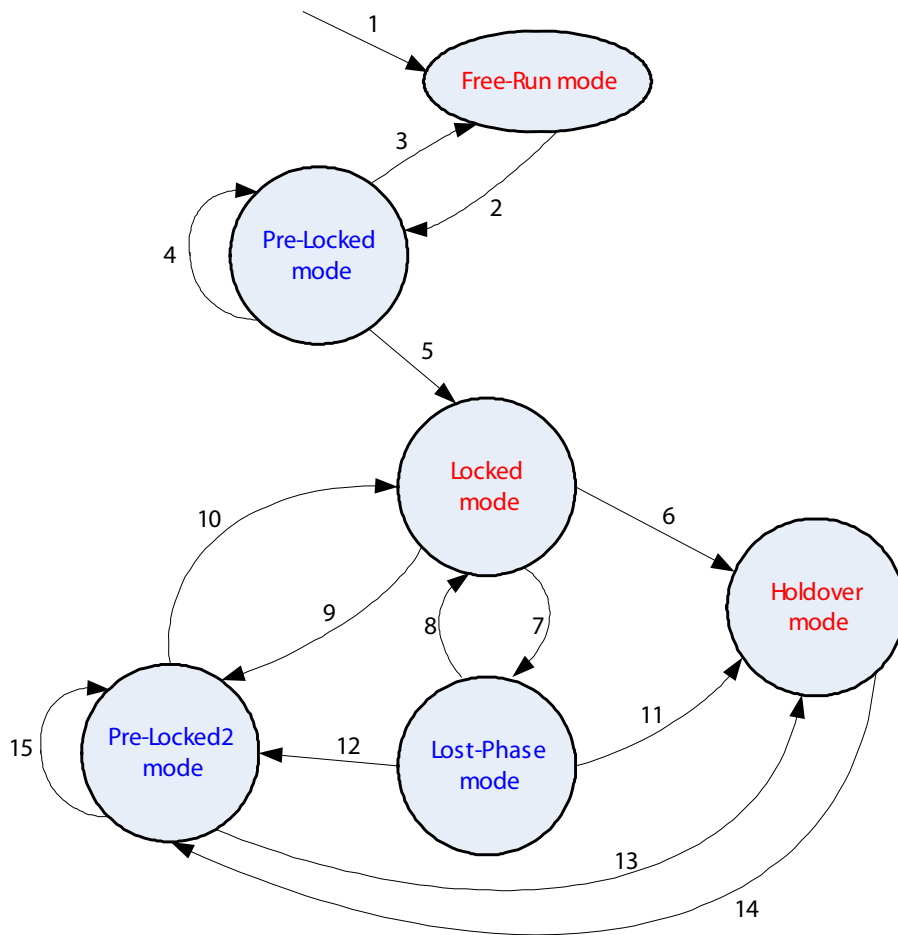 1
Free-Run mode
3
2
Pre-Locked
mode
4
5
Locked
mode
10
6
Holdover
mode
9
8
7
11
Pre-Locked2
mode
15
12
Lost-Phase
mode
13
14